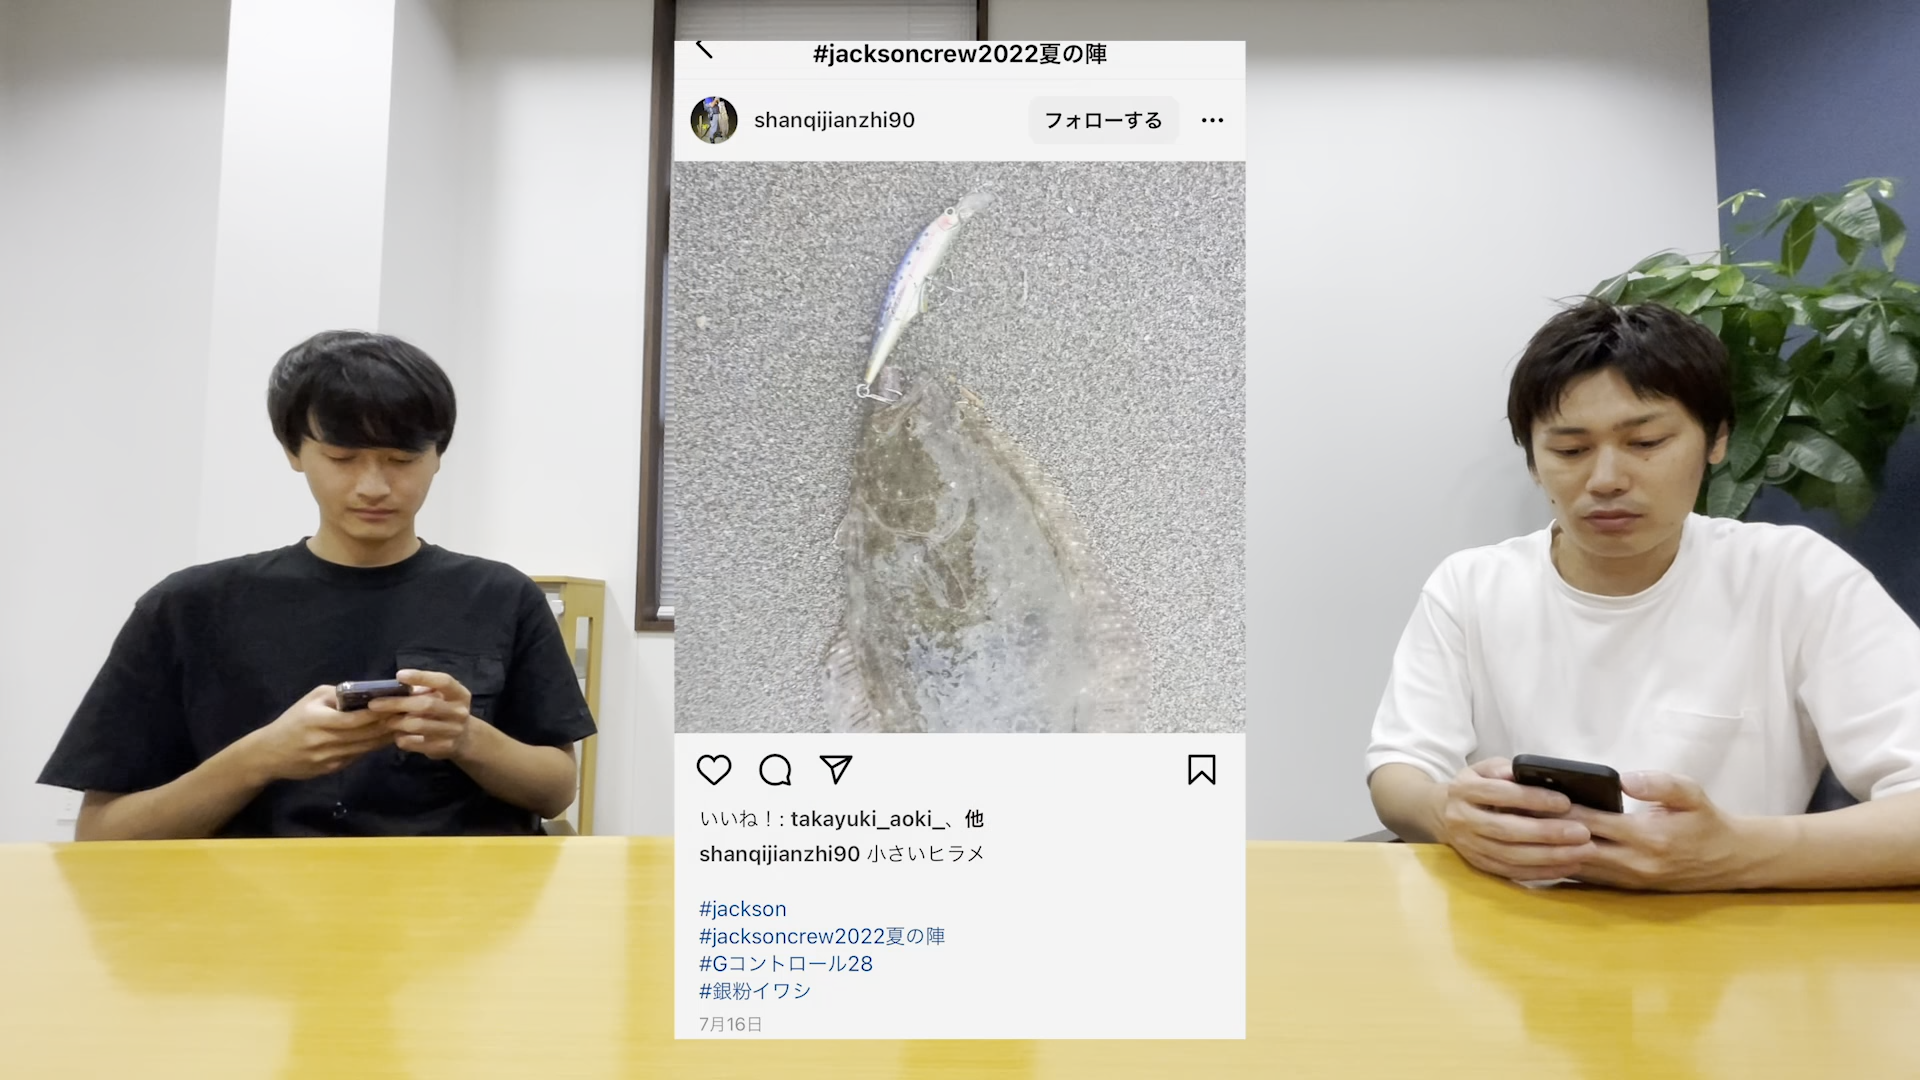 #jacksoncrew2022夏の陣
shanqijianzhi90 フォローする
いいね！: takayuki_aoki_、他
shanqijianzhi90 小さいヒラメ
#jackson
#jacksoncrew2022夏の陣
#Gコントロール28
#銀粉イワシ
7月16日